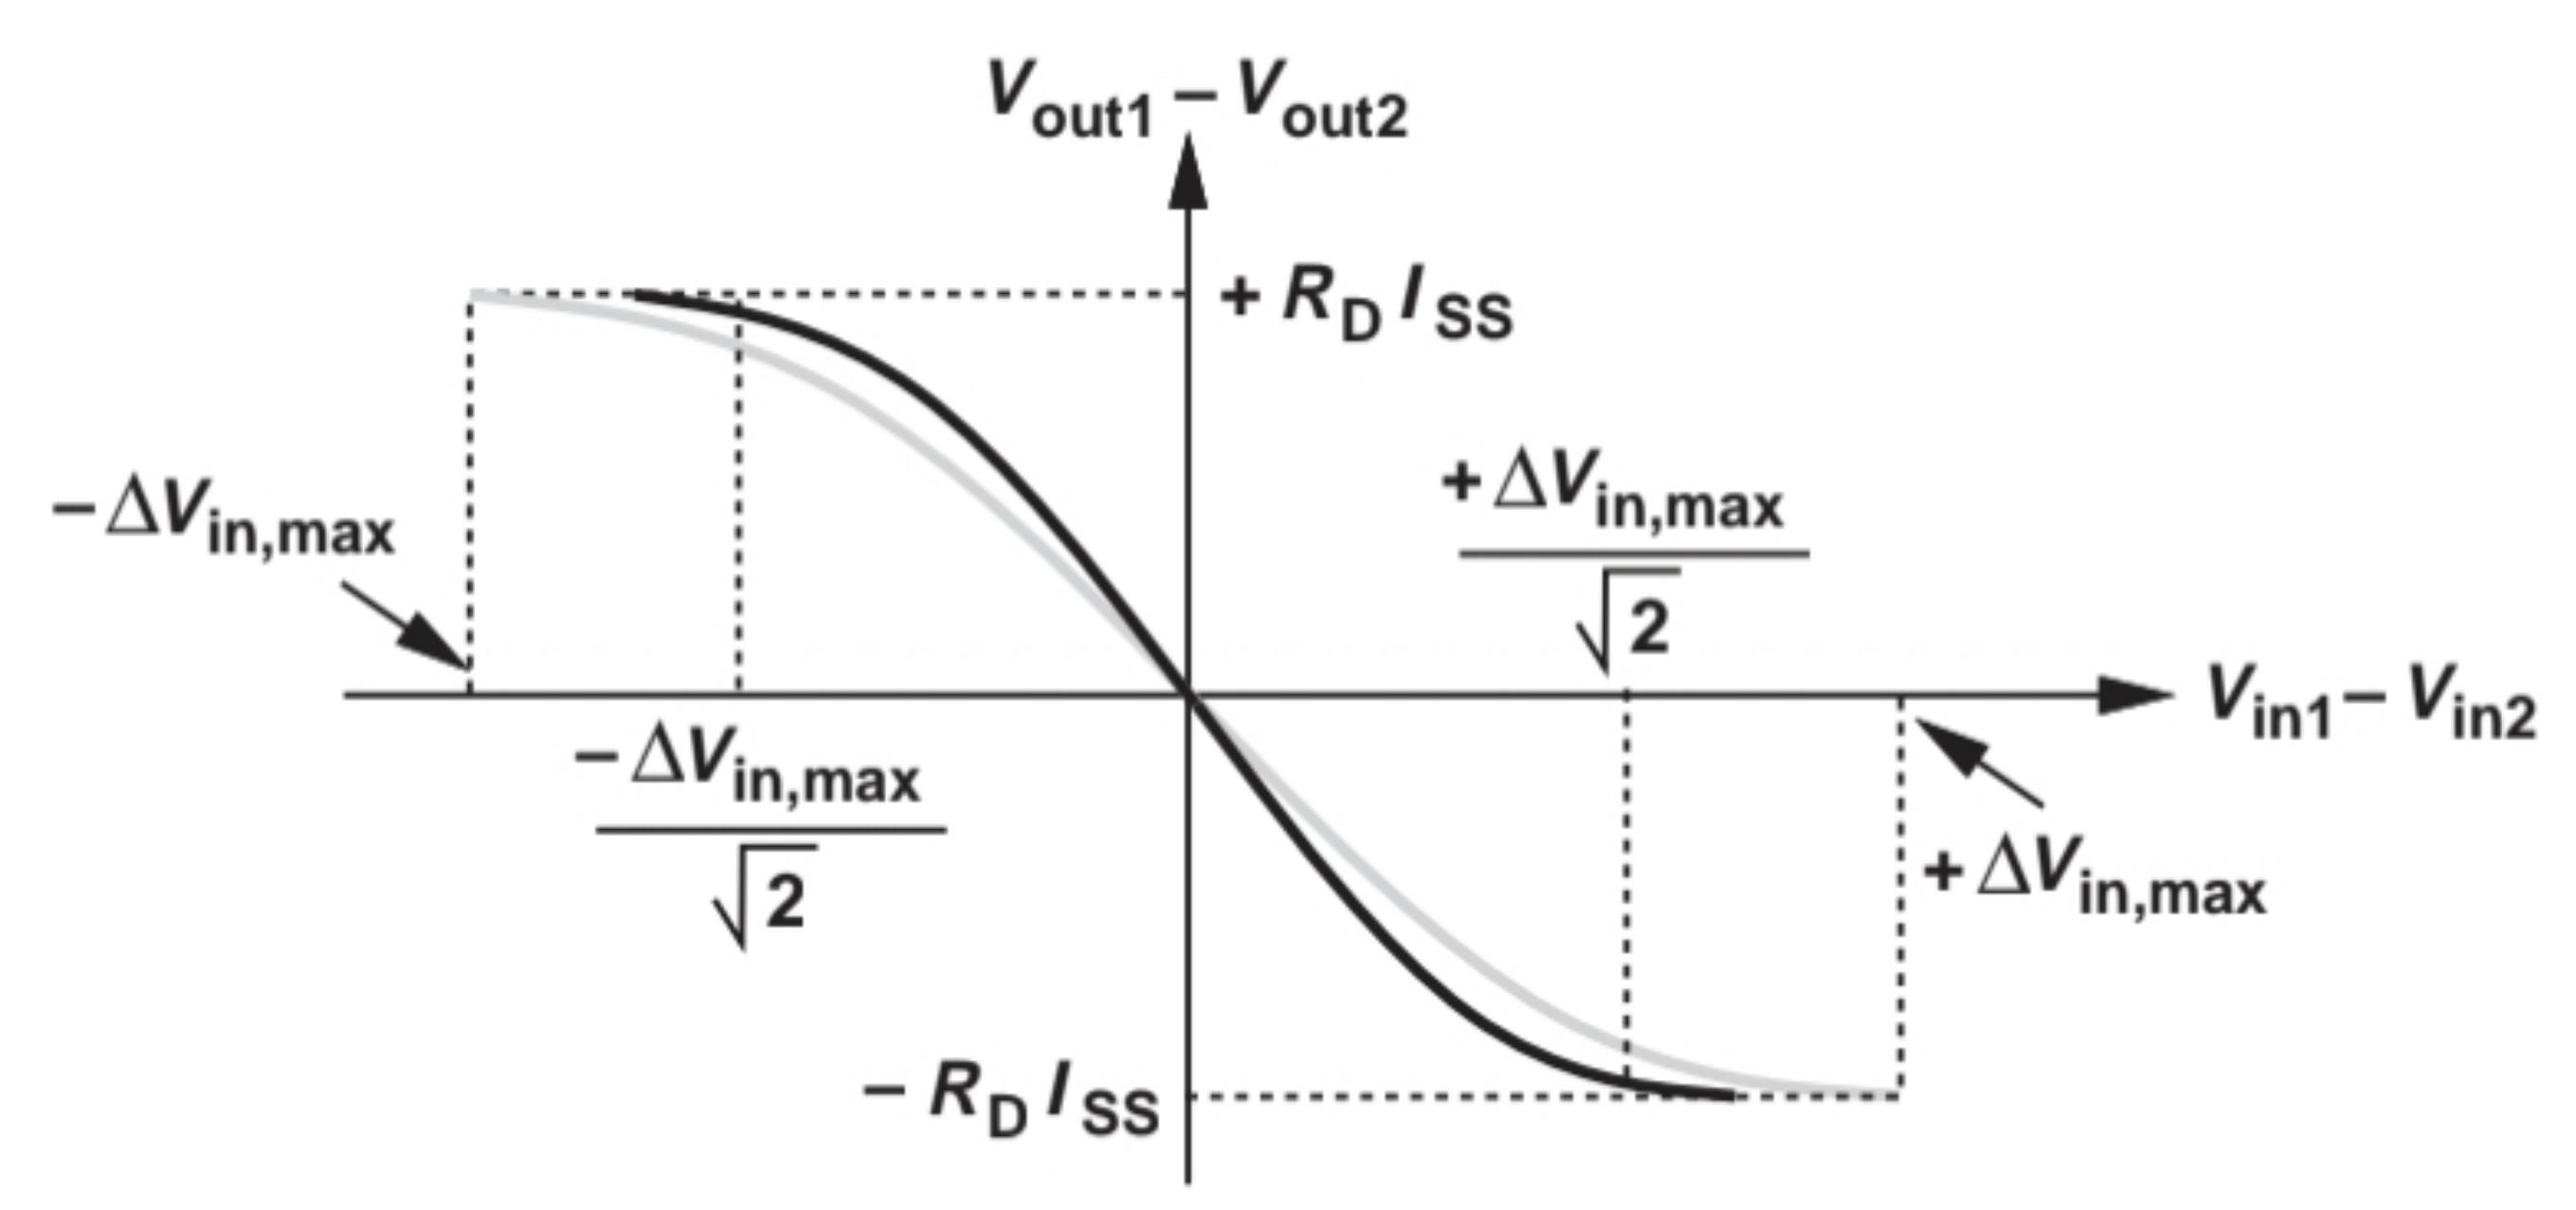 Vout1 − Vout2
+ RD ISS
− ΔVin,max
+ ΔVin,max
√2
Vin1 − Vin2
− ΔVin,max
√2
+ ΔVin,max
− RD ISS